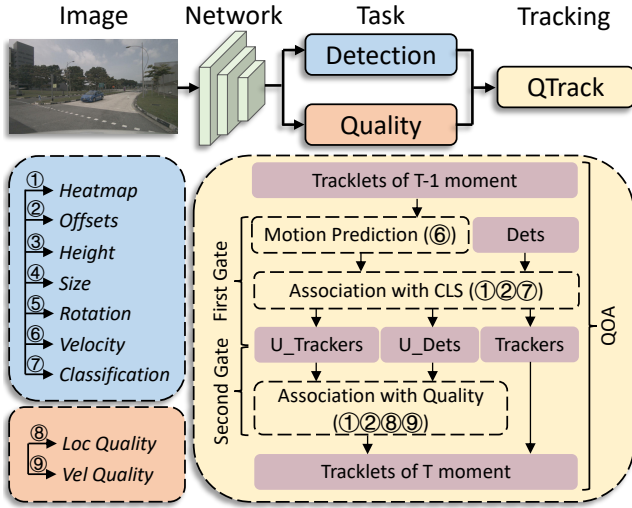 Image Network Task Tracking
Detection
Quality
QTrack
① Heatmap
② Offsets
③ Height
④ Size
⑤ Rotation
⑥ Velocity
⑦ Classification
⑧ Loc Quality
⑨ Vel Quality
Tracklets of T-1 moment
Motion Prediction (⑥)
Dets
Association with CLS (①②⑦)
First Gate
U_Trackers
U_Dets
Trackers
Second Gate
Association with Quality
(①②⑧⑨)
Tracklets of T moment
QOA